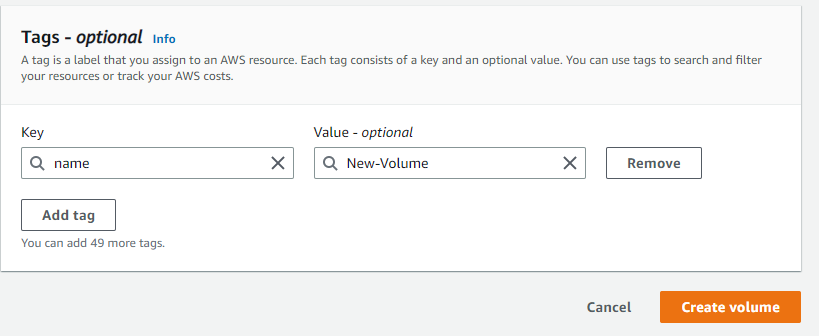 Tags - optional Info
A tag is a label that you assign to an AWS resource. Each tag consists of a key and an optional value. You can use tags to search and filter
your resources or track your AWS costs.
Key Value - optional
name New-Volume Remove
Add tag
You can add 49 more tags.
Cancel Create volume